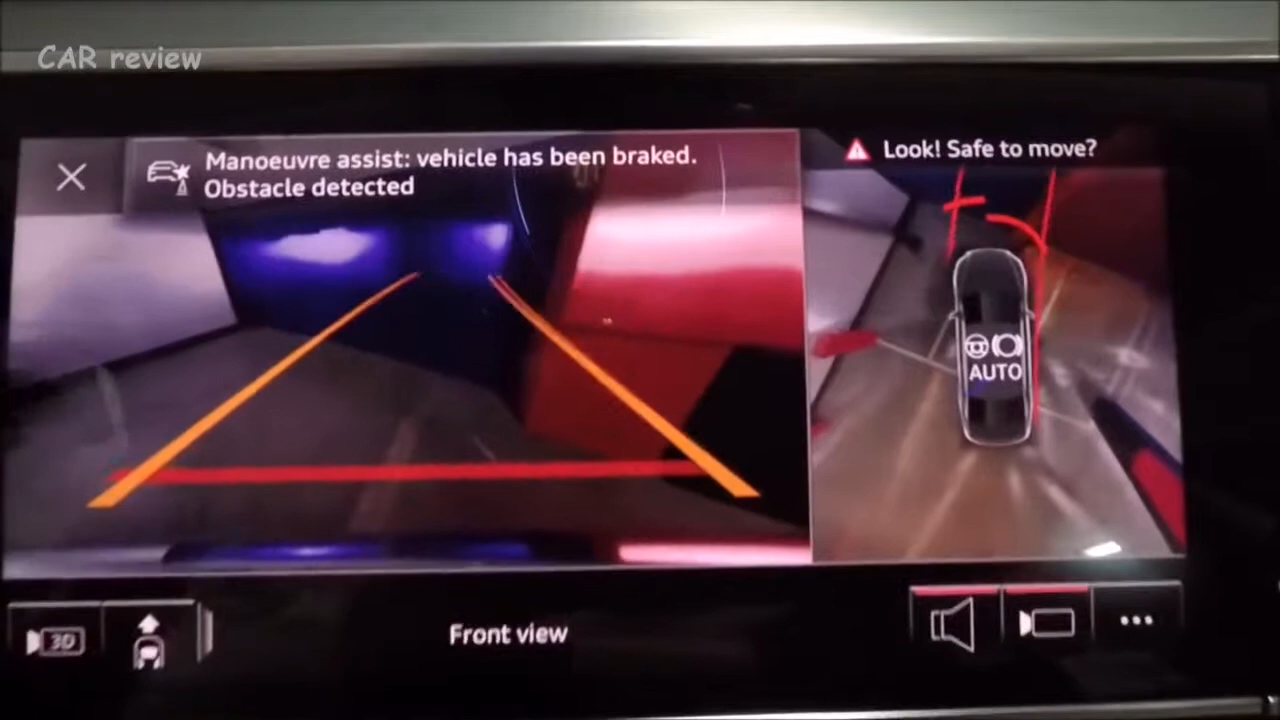 CAR review
Manoeuvre assist: vehicle has been braked.
Obstacle detected
Look! Safe to move?
AUTO
3D
Front view